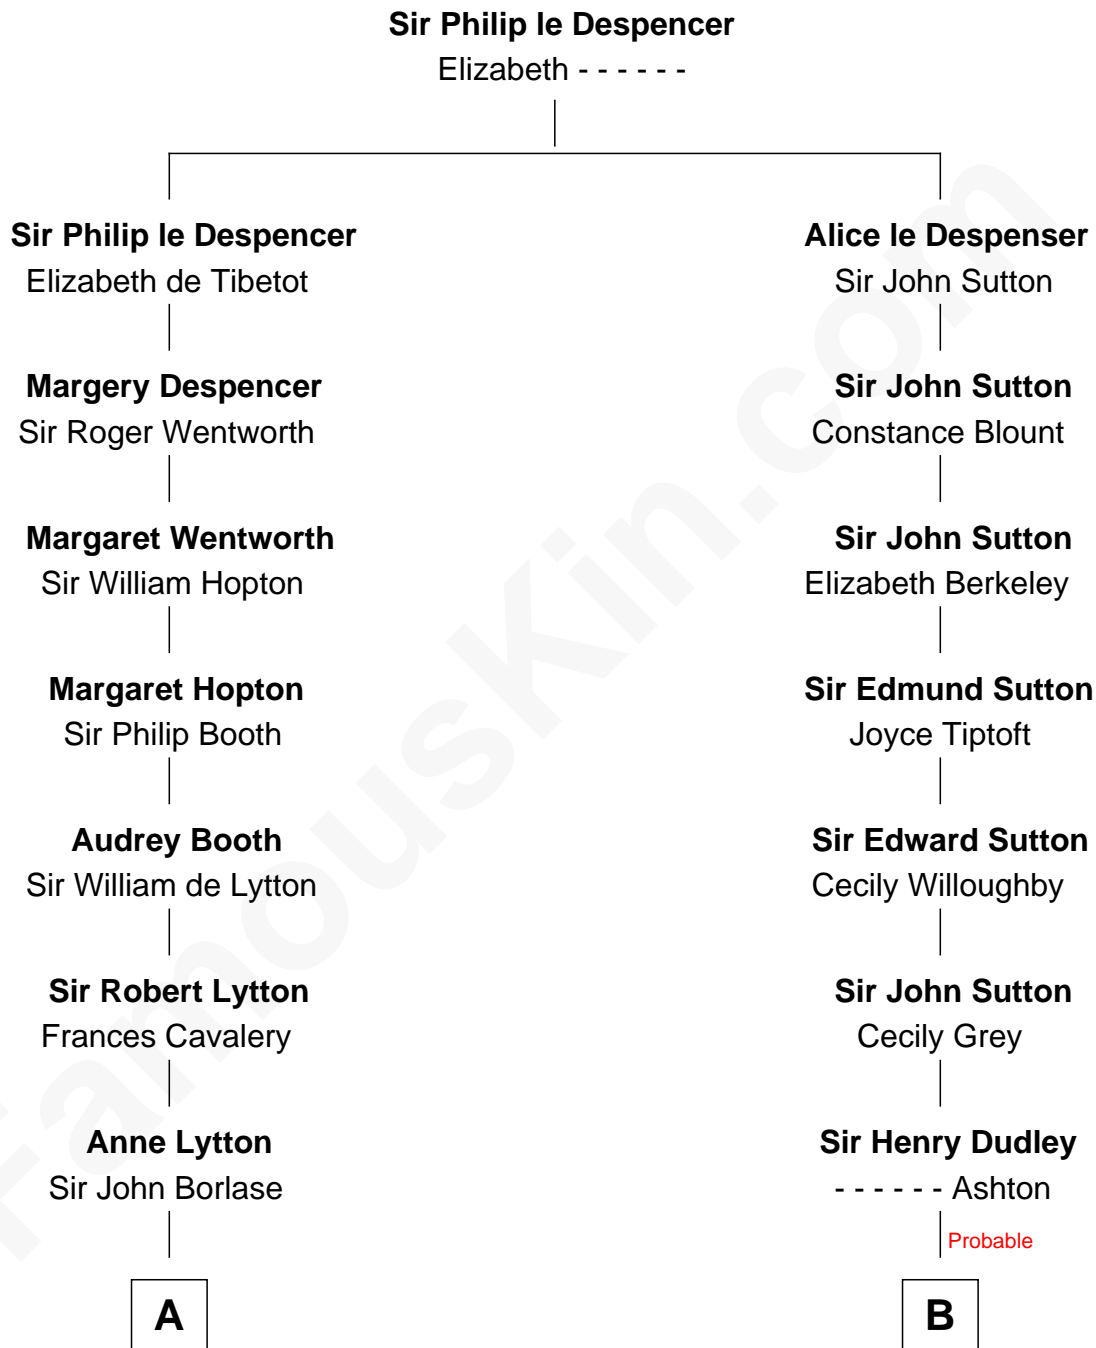 Sir Philip le Despencer
Elizabeth - - - - - -
Sir Philip le Despencer
Elizabeth de Tibetot
Alice le Despenser
Sir John Sutton
Margery Despencer
Sir Roger Wentworth
Sir John Sutton
Constance Blount
Margaret Wentworth
Sir William Hopton
Sir John Sutton
Elizabeth Berkeley
Margaret Hopton
Sir Philip Booth
Sir Edmund Sutton
Joyce Tiptoft
Audrey Booth
Sir William de Lytton
Sir Edward Sutton
Cecily Willoughby
Sir Robert Lytton
Frances Cavalery
Sir John Sutton
Cecily Grey
Anne Lytton
Sir John Borlase
Sir Henry Dudley
- - - - - - Ashton
Probable
A
B
FamousKin.com